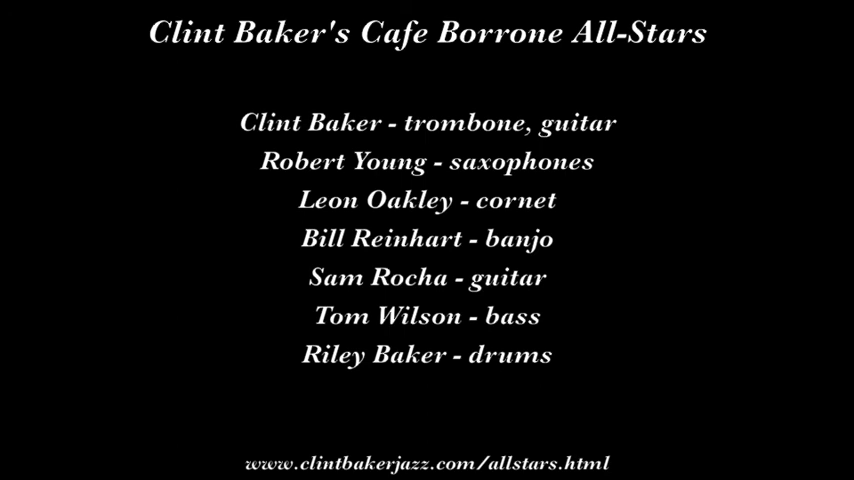 Clint Baker's Cafe Borrone All-Stars
Clint Baker - trombone, guitar
Robert Young - saxophones
Leon Oakley - cornet
Bill Reinhart - banjo
Sam Rocha - guitar
Tom Wilson - bass
Riley Baker - drums
www.clintbakerjazz.com/allstars.html